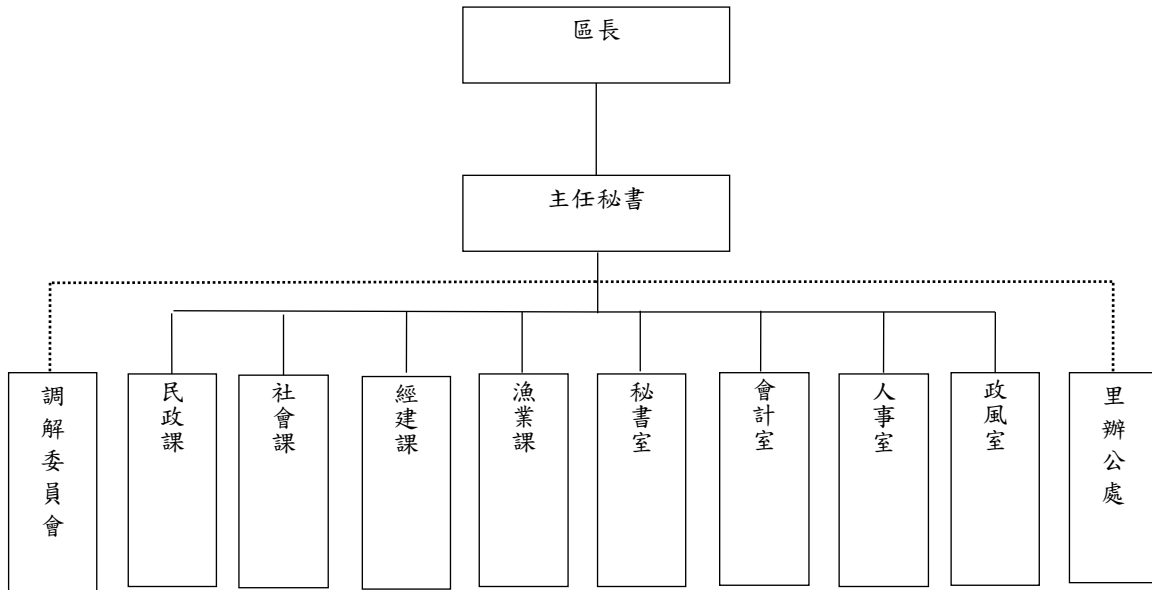 區長
主任秘書
調解委員會
民政課
社會課
經建課
漁業課
秘書室
會計室
人事室
政風室
里辦公處